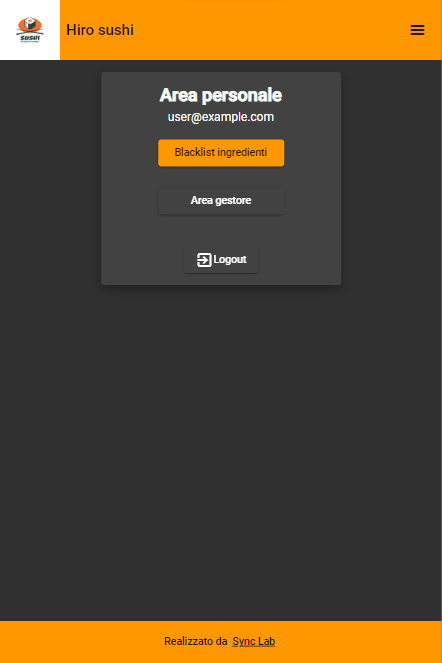 SUSHI
Hiro sushi
Area personale
user@example.com
Blacklist ingredienti
Area gestore
Logout
Realizzato da Sync Lab